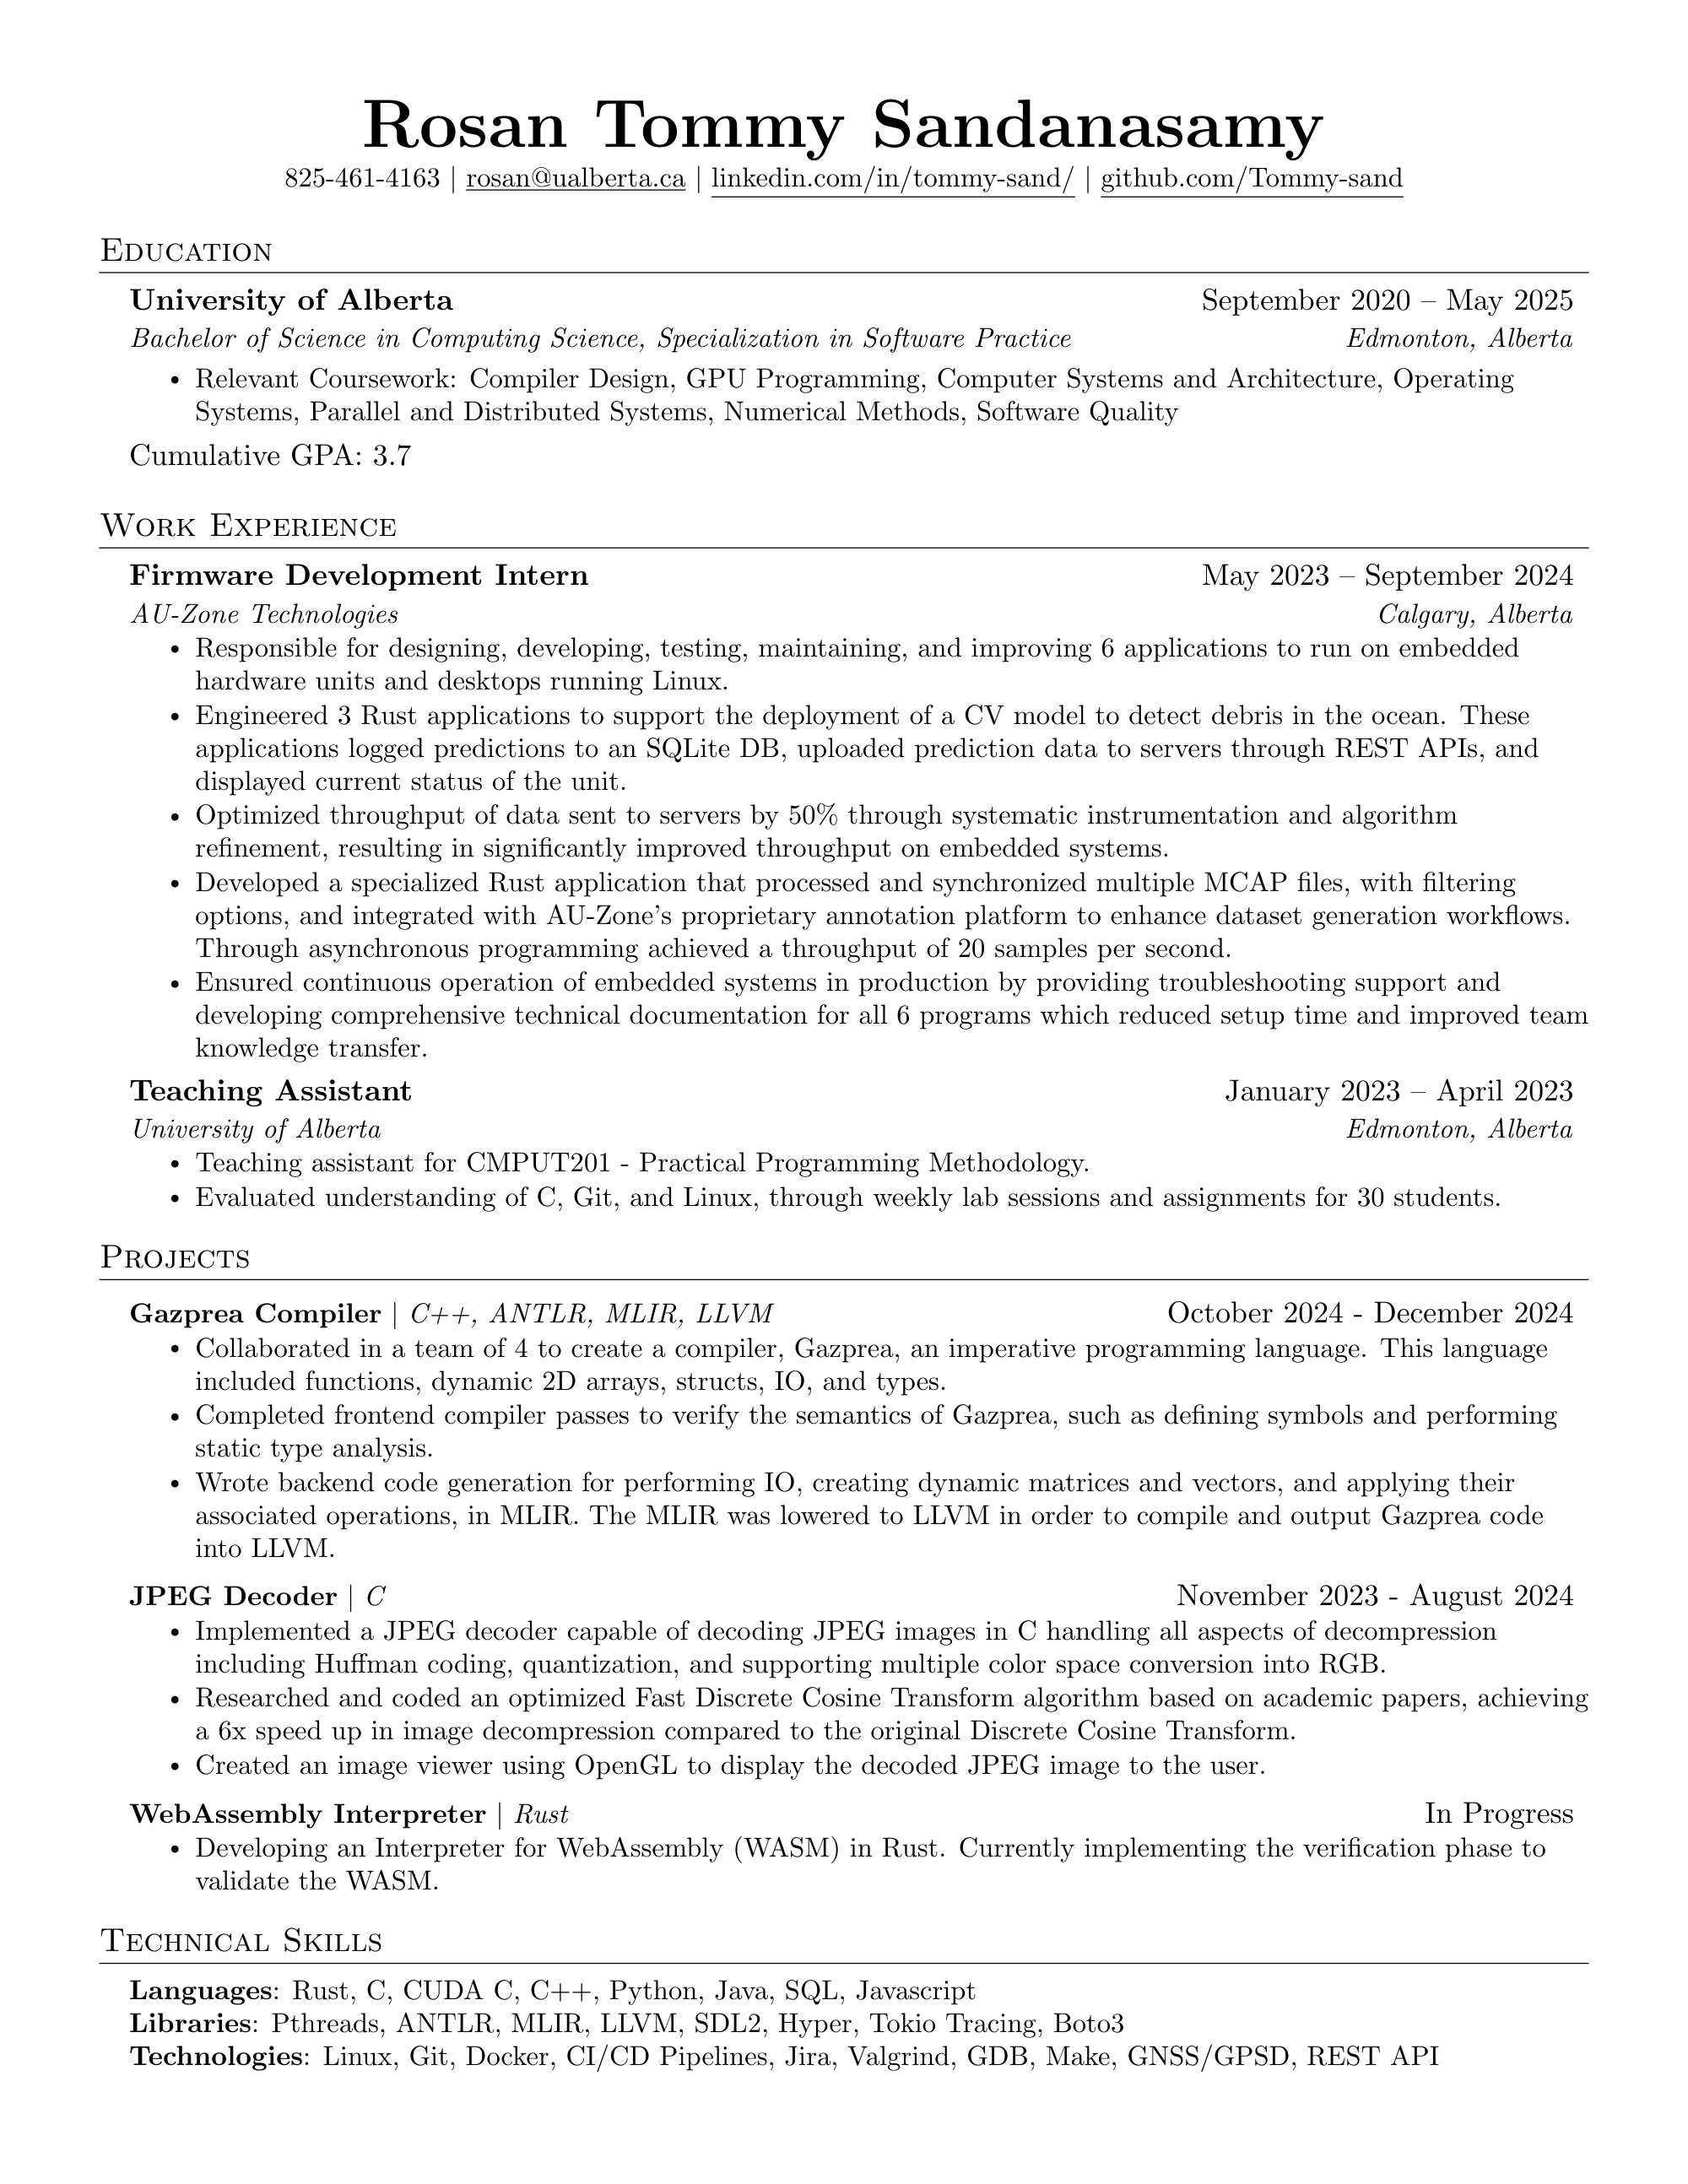 Rosan Tommy Sandanasamy
825-461-4163 | rosan@ualberta.ca | linkedin.com/in/tommy-sand/ | github.com/Tommy-sand
Education
University of Alberta September 2020 – May 2025
Bachelor of Science in Computing Science, Specialization in Software Practice Edmonton, Alberta
• Relevant Coursework: Compiler Design, GPU Programming, Computer Systems and Architecture, Operating
Systems, Parallel and Distributed Systems, Numerical Methods, Software Quality
Cumulative GPA: 3.7
Work Experience
Firmware Development Intern May 2023 – September 2024
AU-Zone Technologies Calgary, Alberta
• Responsible for designing, developing, testing, maintaining, and improving 6 applications to run on embedded
hardware units and desktops running Linux.
• Engineered 3 Rust applications to support the deployment of a CV model to detect debris in the ocean. These
applications logged predictions to an SQLite DB, uploaded prediction data to servers through REST APIs, and
displayed current status of the unit.
• Optimized throughput of data sent to servers by 50% through systematic instrumentation and algorithm
refinement, resulting in significantly improved throughput on embedded systems.
• Developed a specialized Rust application that processed and synchronized multiple MCAP files, with filtering
options, and integrated with AU-Zone's proprietary annotation platform to enhance dataset generation workflows.
Through asynchronous programming achieved a throughput of 20 samples per second.
• Ensured continuous operation of embedded systems in production by providing troubleshooting support and
developing comprehensive technical documentation for all 6 programs which reduced setup time and improved team
knowledge transfer.
Teaching Assistant January 2023 – April 2023
University of Alberta Edmonton, Alberta
• Teaching assistant for CMPUT201 - Practical Programming Methodology.
• Evaluated understanding of C, Git, and Linux, through weekly lab sessions and assignments for 30 students.
Projects
Gazprea Compiler | C++, ANTLR, MLIR, LLVM October 2024 - December 2024
• Collaborated in a team of 4 to create a compiler, Gazprea, an imperative programming language. This language
included functions, dynamic 2D arrays, structs, IO, and types.
• Completed frontend compiler passes to verify the semantics of Gazprea, such as defining symbols and performing
static type analysis.
• Wrote backend code generation for performing IO, creating dynamic matrices and vectors, and applying their
associated operations, in MLIR. The MLIR was lowered to LLVM in order to compile and output Gazprea code
into LLVM.
JPEG Decoder | C November 2023 - August 2024
• Implemented a JPEG decoder capable of decoding JPEG images in C handling all aspects of decompression
including Huffman coding, quantization, and supporting multiple color space conversion into RGB.
• Researched and coded an optimized Fast Discrete Cosine Transform algorithm based on academic papers, achieving
a 6x speed up in image decompression compared to the original Discrete Cosine Transform.
• Created an image viewer using OpenGL to display the decoded JPEG image to the user.
WebAssembly Interpreter | Rust In Progress
• Developing an Interpreter for WebAssembly (WASM) in Rust. Currently implementing the verification phase to
validate the WASM.
Technical Skills
Languages: Rust, C, CUDA C, C++, Python, Java, SQL, Javascript
Libraries: Pthreads, ANTLR, MLIR, LLVM, SDL2, Hyper, Tokio Tracing, Boto3
Technologies: Linux, Git, Docker, CI/CD Pipelines, Jira, Valgrind, GDB, Make, GNSS/GPSD, REST API